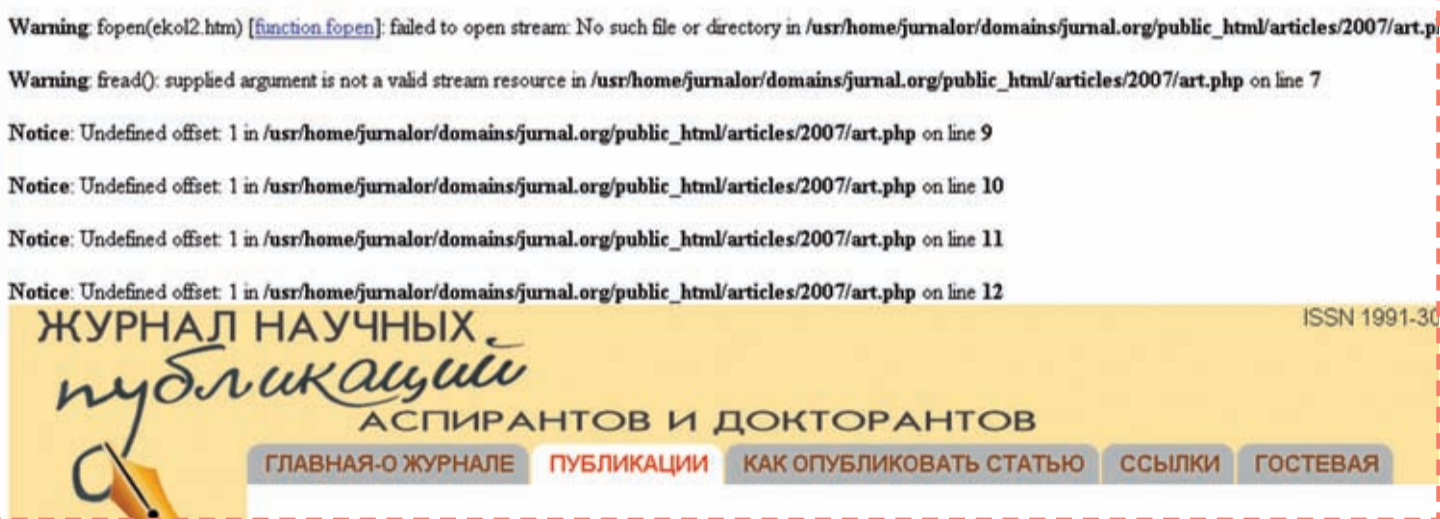 Warning: fopen(ekol2.htm) [function.fopen]: failed to open stream: No such file or directory in /usr/home/jurnalor/domains/jurnal.org/public_html/articles/2007/art.p
Warning: fread(): supplied argument is not a valid stream resource in /usr/home/jurnalor/domains/jurnal.org/public_html/articles/2007/art.php on line 7
Notice: Undefined offset: 1 in /usr/home/jurnalor/domains/jurnal.org/public_html/articles/2007/art.php on line 9
Notice: Undefined offset: 1 in /usr/home/jurnalor/domains/jurnal.org/public_html/articles/2007/art.php on line 10
Notice: Undefined offset: 1 in /usr/home/jurnalor/domains/jurnal.org/public_html/articles/2007/art.php on line 11
Notice: Undefined offset: 1 in /usr/home/jurnalor/domains/jurnal.org/public_html/articles/2007/art.php on line 12
ISSN 1991-30
ЖУРНАЛ НАУЧНЫХ
публикаций
АСПИРАНТОВ И ДОКТОРАНТОВ
ГЛАВНАЯ-О ЖУРНАЛЕ ПУБЛИКАЦИИ КАК ОПУБЛИКОВАТЬ СТАТЬЮ ССЫЛКИ ГОСТЕВАЯ